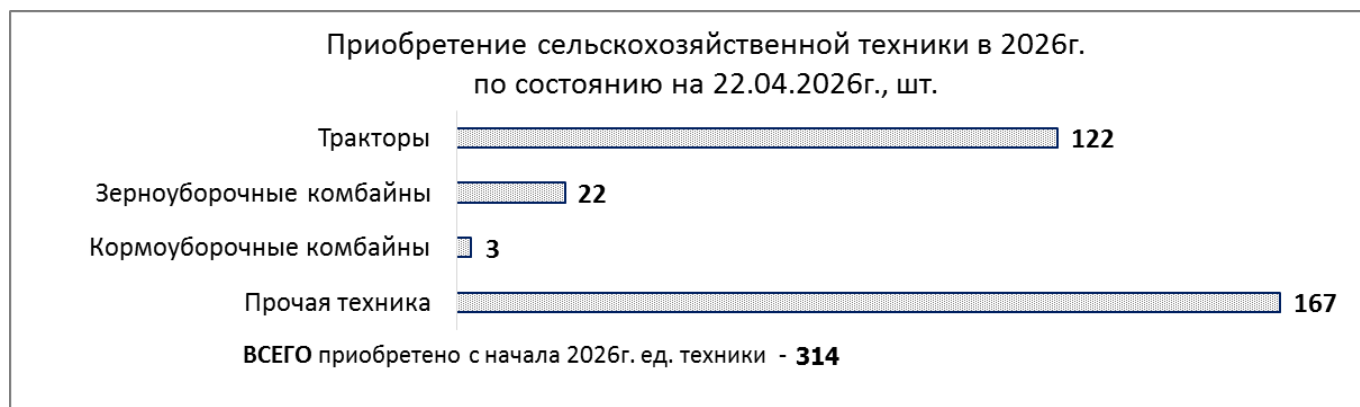 Приобретение сельскохозяйственной техники в 2026г.
по состоянию на 22.04.2026г., шт.
Тракторы 122
Зерноуборочные комбайны 22
Кормоуборочные комбайны 3
Прочая техника 167
ВСЕГО приобретено с начала 2026г. ед. техники - 314